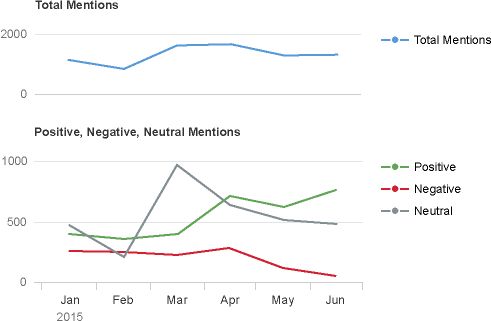 Total Mentions
2000
0
Total Mentions
Positive, Negative, Neutral Mentions
1000
500
0
Positive
Negative
Neutral
Jan Feb Mar Apr May Jun
2015